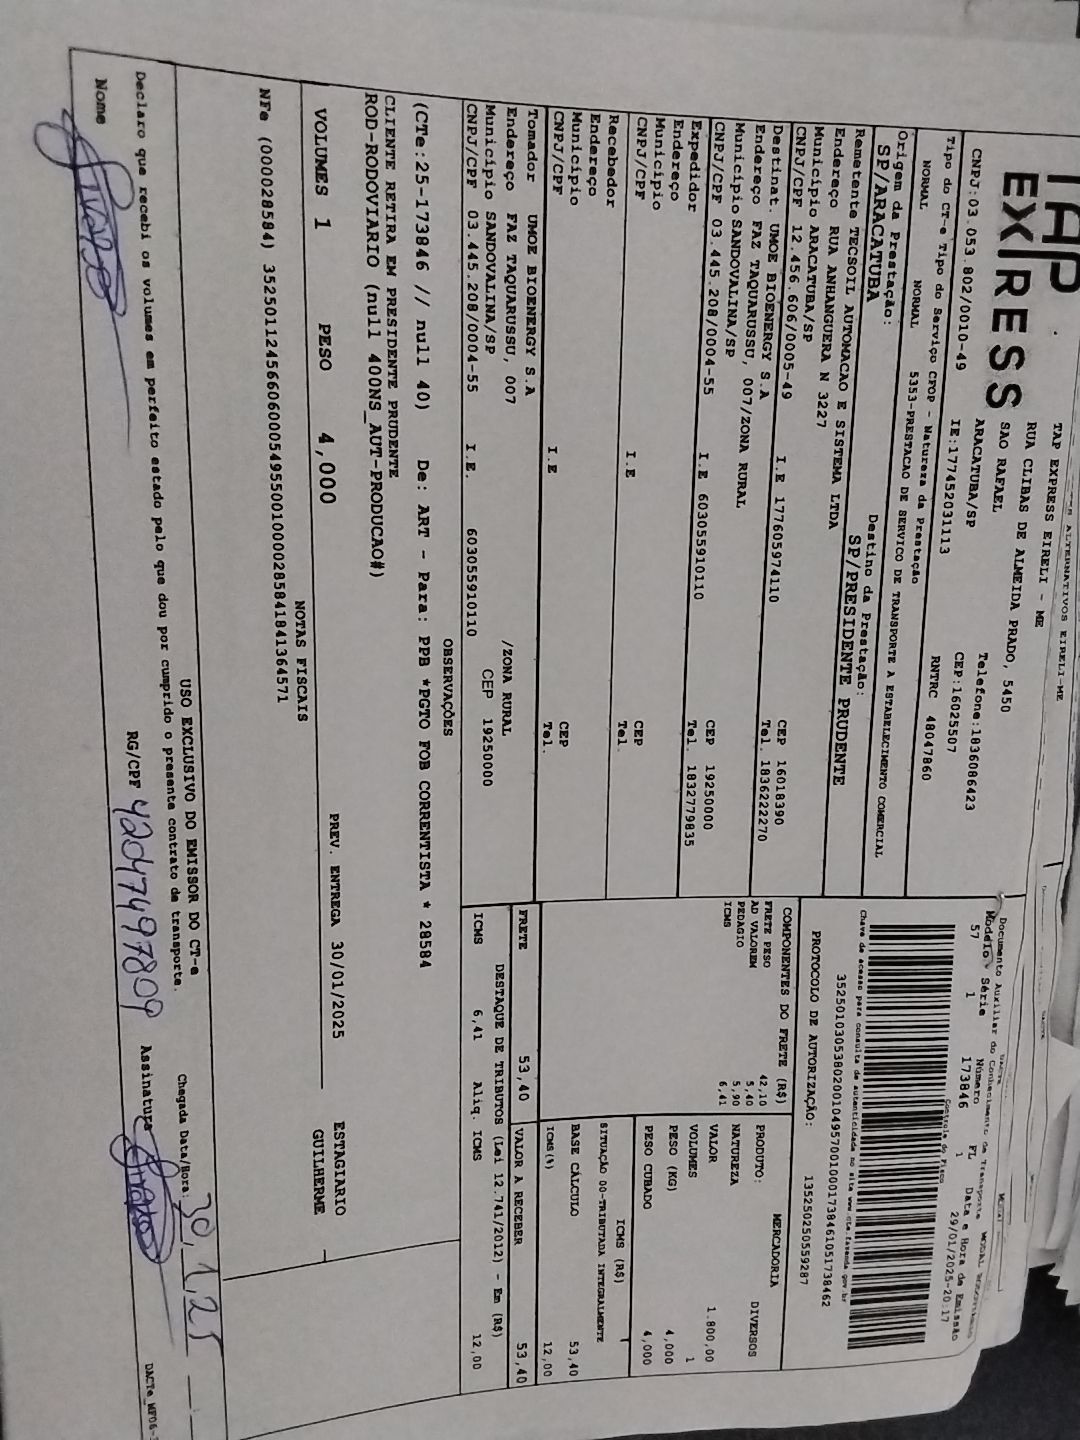 TAP EXPRESS
TAP EXPRESS EIRELI - ME
RUA CLIBAS DE ALMEIDA PRADO, 5450
SAO RAFAEL
ARACATUBA/SP Telefone:1836086423
CNPJ:03.053.802/0010-49 IE:177452031113 CEP:16025507
Tipo do CT-e Tipo do Serviço CFOP - Natureza da Prestação RNTRC 48047860
NORMAL NORMAL 5353-PRESTACAO DE SERVICO DE TRANSPORTE A ESTABELECIMENTO COMERCIAL
Origem da Prestação: Destino da Prestação:
SP/ARACATUBA SP/PRESIDENTE PRUDENTE
Remetente TECSOIL AUTOMACAO E SISTEMA LTDA
Endereço RUA ANHANGUERA N 3227
Município ARACATUBA/SP CEP 16018390
CNPJ/CPF 12.456.606/0005-49 I.E 177605974110 Tel. 1836222270
Destinat. UMOE BIOENERGY S.A
Endereço FAZ TAQUARUSSU, 007/ZONA RURAL
Município SANDOVALINA/SP CEP 19250000
CNPJ/CPF 03.445.208/0004-55 I.E 603055910110 Tel. 1832779835
Expedidor
Endereço
Município CEP
CNPJ/CPF I.E Tel.
Recebedor
Endereço
Município CEP
CNPJ/CPF I.E Tel.
Tomador UMOE BIOENERGY S.A
Endereço FAZ TAQUARUSSU, 007 /ZONA RURAL
Município SANDOVALINA/SP CEP 19250000
CNPJ/CPF 03.445.208/0004-55 I.E. 603055910110
Documento Auxiliar do Conhecimento de Transporte
Modelo Série Número FL Data e Hora de Emissão
57 1 173846 1 29/01/2025-20:17
Controle do Fisco
Chave de acesso para consulta de autenticidade no site www.cte.fazenda.gov.br
35250103053802001049570010001738461051738462
PROTOCOLO DE AUTORIZAÇÃO: 135250250559287
COMPONENTES DO FRETE (R$)
FRETE PESO 42,10
AD VALOREM 5,40
PEDAGIO 5,90
ICMS 6,41
MERCADORIA
PRODUTO: DIVERSOS
NATUREZA
VALOR 1.800,00
VOLUMES 1
PESO (KG) 4,000
PESO CUBADO 4,000
ICMS (R$)
SITUAÇÃO 00-TRIBUTADA INTEGRALMENTE
BASE CÁLCULO 53,40
ICMS(%) 12,00
FRETE 53,40 VALOR A RECEBER 53,40
DESTAQUE DE TRIBUTOS (Lei 12.741/2012) - Em (R$)
ICMS 6,41 Aliq. ICMS 12,00
OBSERVAÇÕES
(CTe:25-173846 // null 40) De: ART - Para: PPB *PGTO FOB CORRENTISTA * 28584
CLIENTE RETIRA EM PRESIDENTE PRUDENTE
ROD-RODOVIARIO (null 400NS_AUT-PRODUCAO#)
VOLUMES 1 PESO 4,000 PREV. ENTREGA 30/01/2025 ESTAGIARIO GUILHERME
NOTAS FISCAIS
NFe (000028584) 35250112456606000549550010000285841841364571
USO EXCLUSIVO DO EMISSOR DO CT-e
Declaro que recebi os volumes em perfeito estado pelo que dou por cumprido o presente contrato de transporte. Chegada Data/Hora: 30/1/25
Nome RG/CPF 42047497809 Assinatura